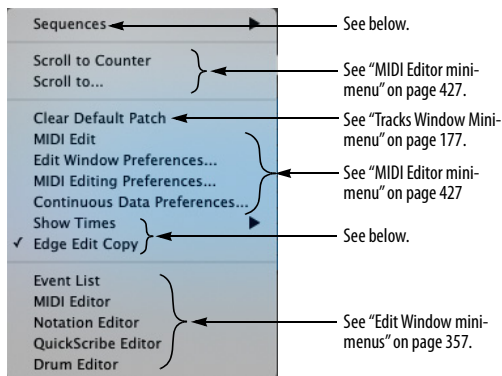 Sequences
See below.
Scroll to Counter
Scroll to...
See “MIDI Editor mini-
menu” on page 427.
Clear Default Patch
See “Tracks Window Mini-
menu” on page 177.
MIDI Edit
Edit Window Preferences...
MIDI Editing Preferences...
Continuous Data Preferences...
See “MIDI Editor mini-
menu” on page 427
Show Times
✓ Edge Edit Copy
See below.
Event List
MIDI Editor
Notation Editor
QuickScribe Editor
Drum Editor
See “Edit Window mini-
menus” on page 357.